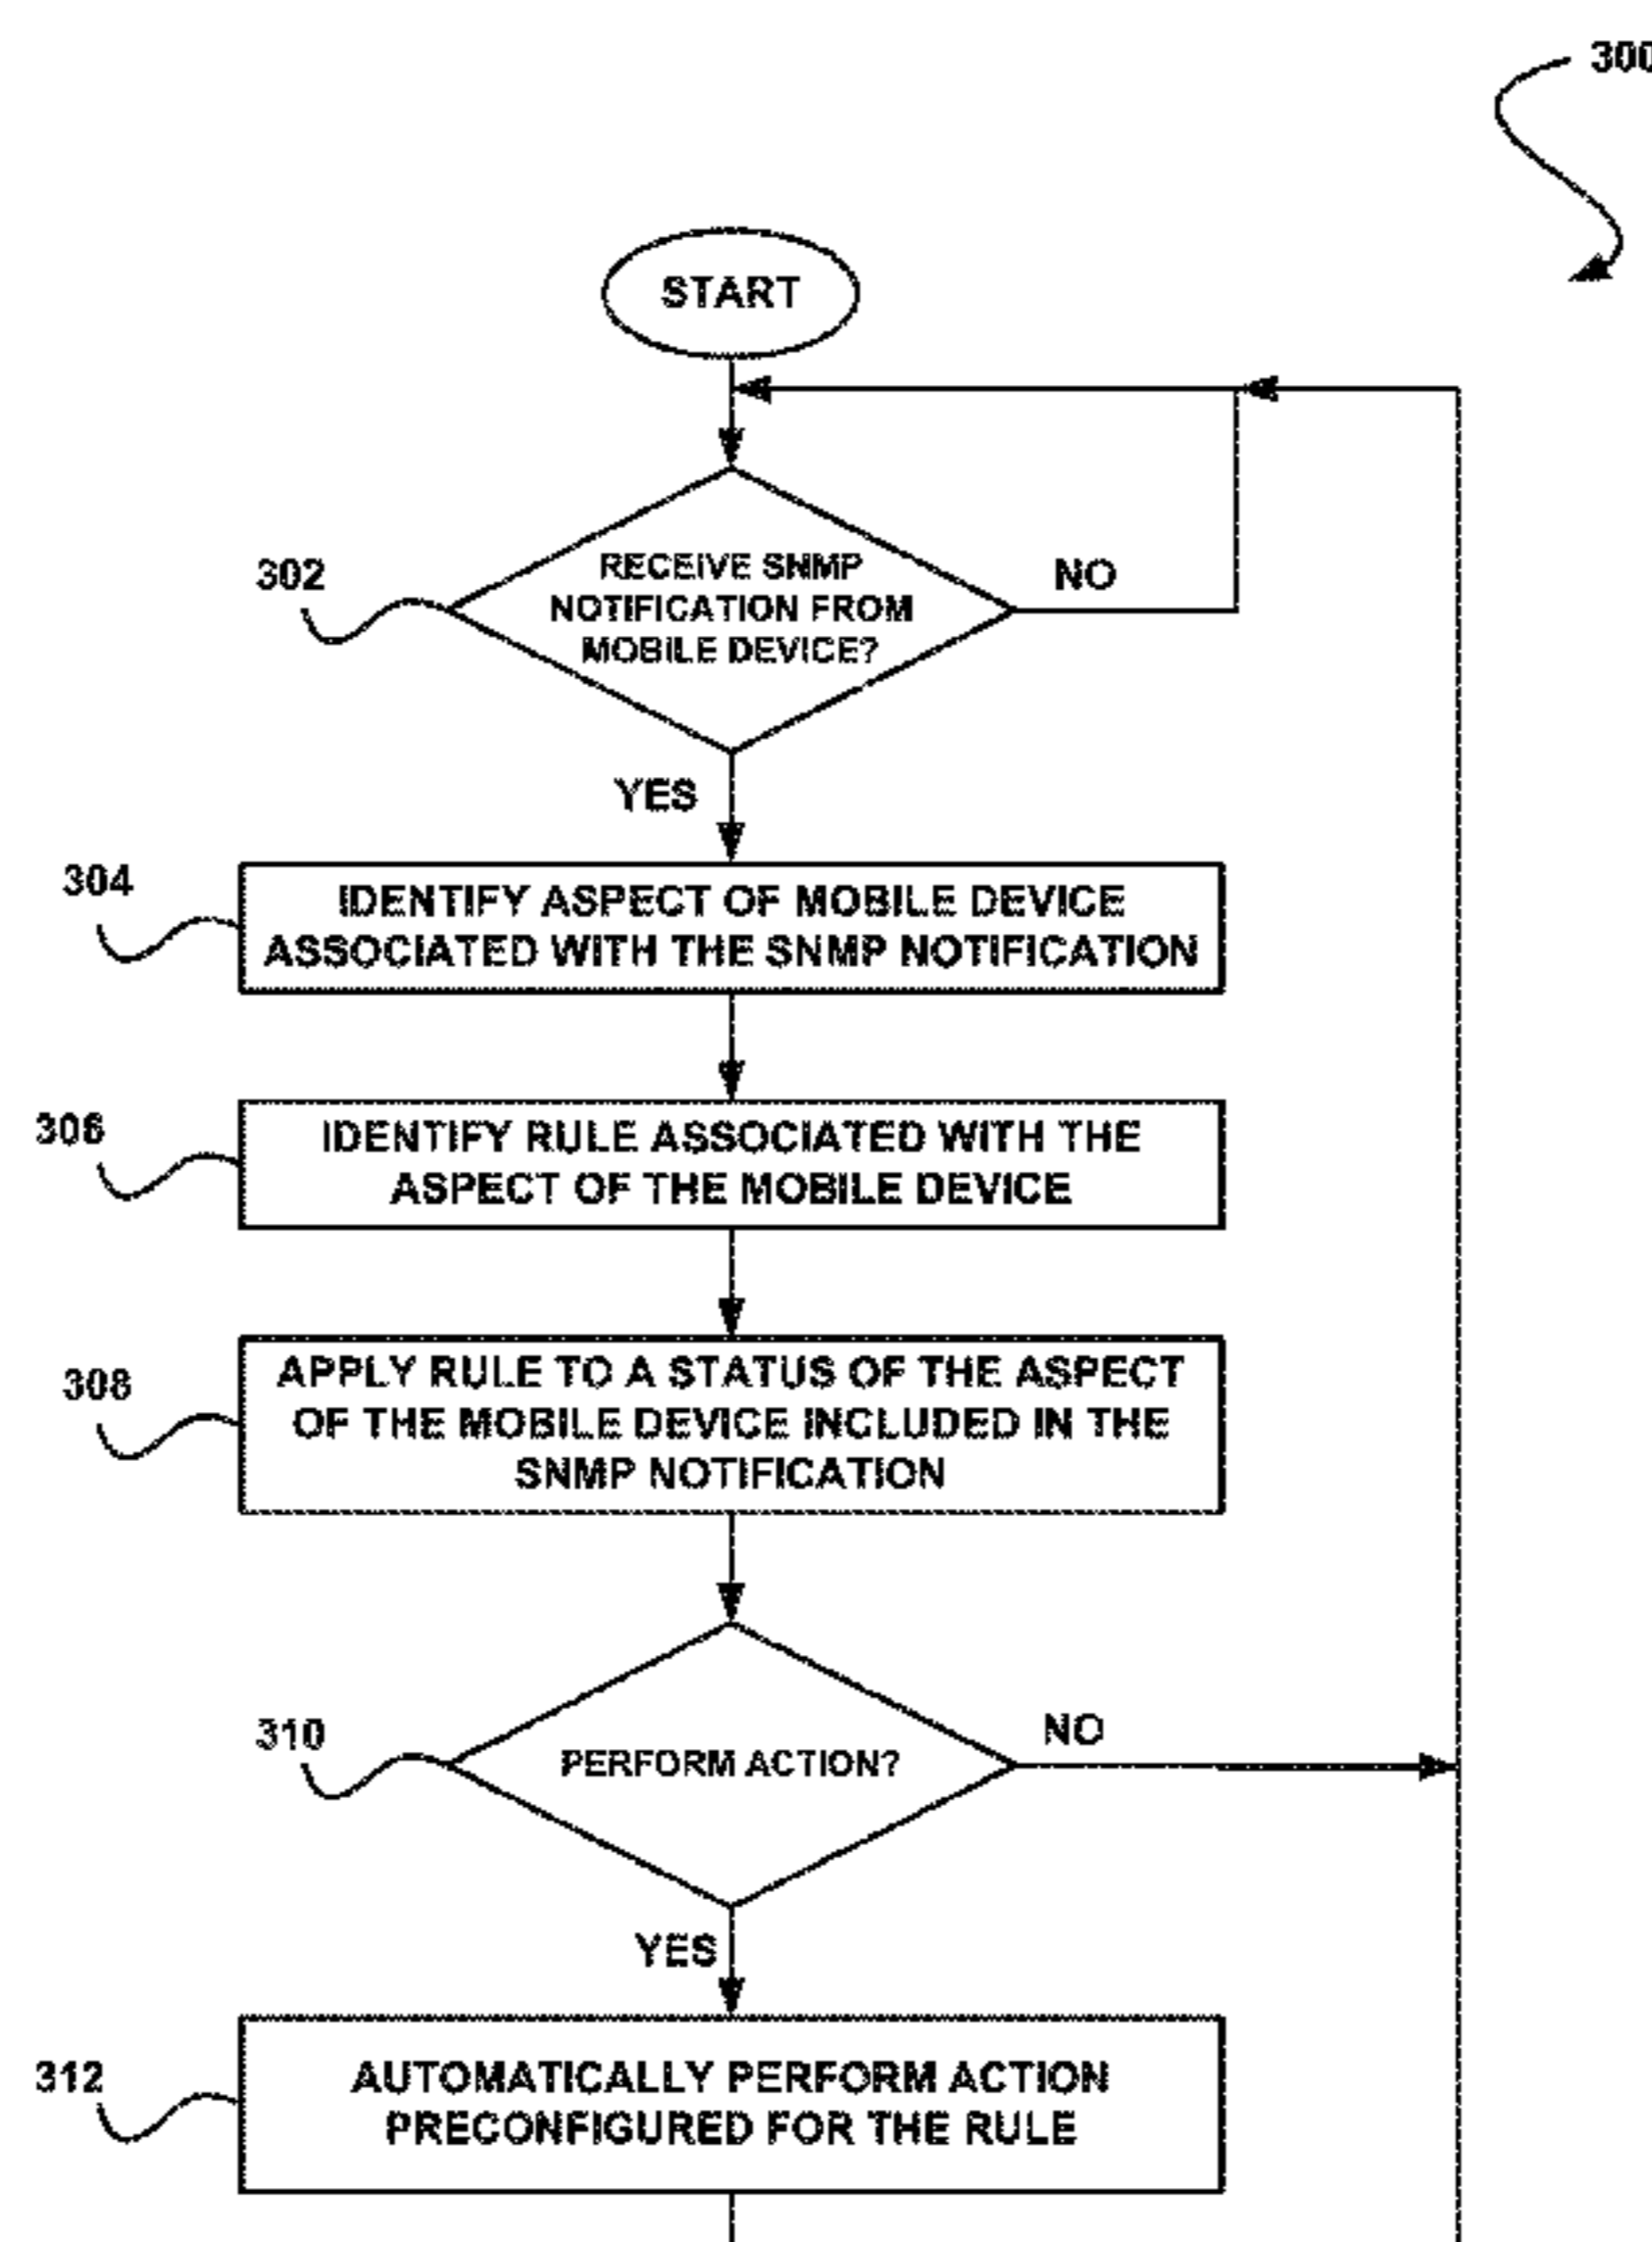 300
START
302
RECEIVE SNMP
NOTIFICATION FROM
MOBILE DEVICE?
NO
YES
304
IDENTIFY ASPECT OF MOBILE DEVICE
ASSOCIATED WITH THE SNMP NOTIFICATION
306
IDENTIFY RULE ASSOCIATED WITH THE
ASPECT OF THE MOBILE DEVICE
308
APPLY RULE TO A STATUS OF THE ASPECT
OF THE MOBILE DEVICE INCLUDED IN THE
SNMP NOTIFICATION
310
PERFORM ACTION?
NO
YES
312
AUTOMATICALLY PERFORM ACTION
PRECONFIGURED FOR THE RULE